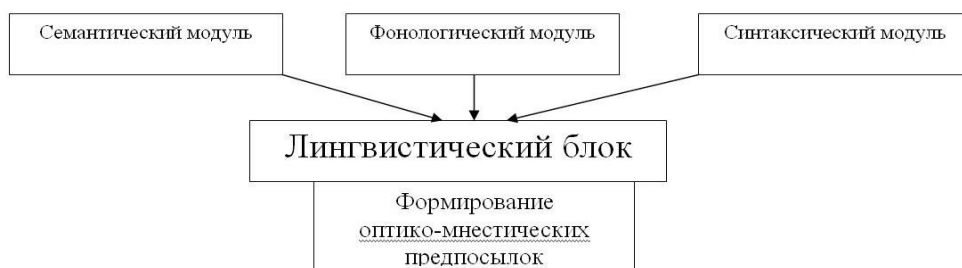 Семантический модуль
Фонологический модуль
Синтаксический модуль
Лингвистический блок
Формирование
оптико-мнестических
предпосылок